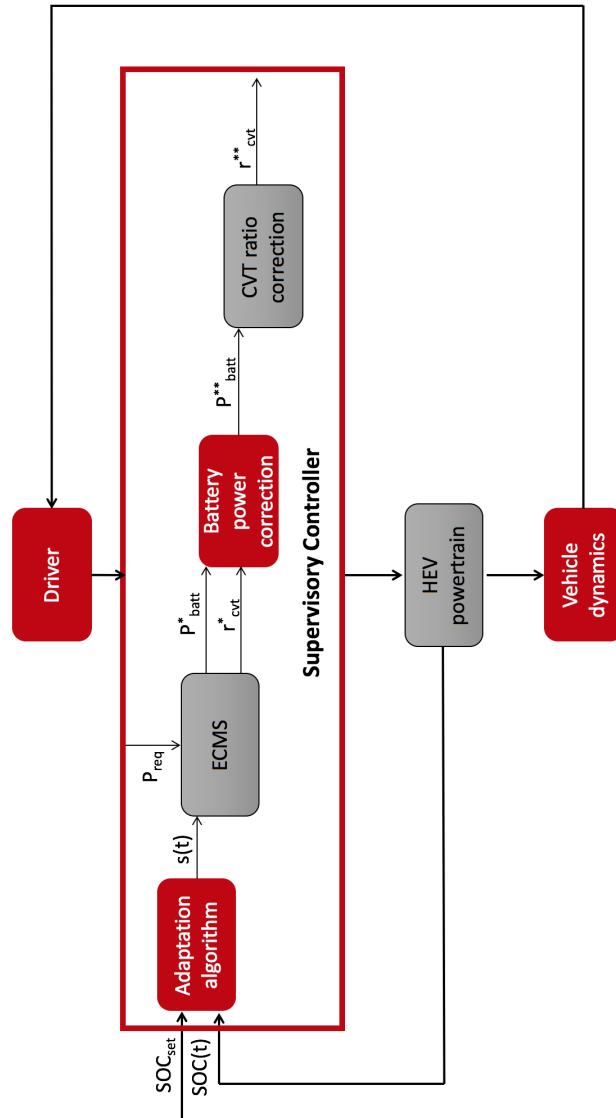 Driver
SOC_set
SOC(t)
Adaptation
algorithm
s(t)
P_req
ECMS
P*_batt
r*_cvt
Battery
power
correction
P**_batt
CVT ratio
correction
r**_cvt
Supervisory Controller
HEV
powertrain
Vehicle
dynamics